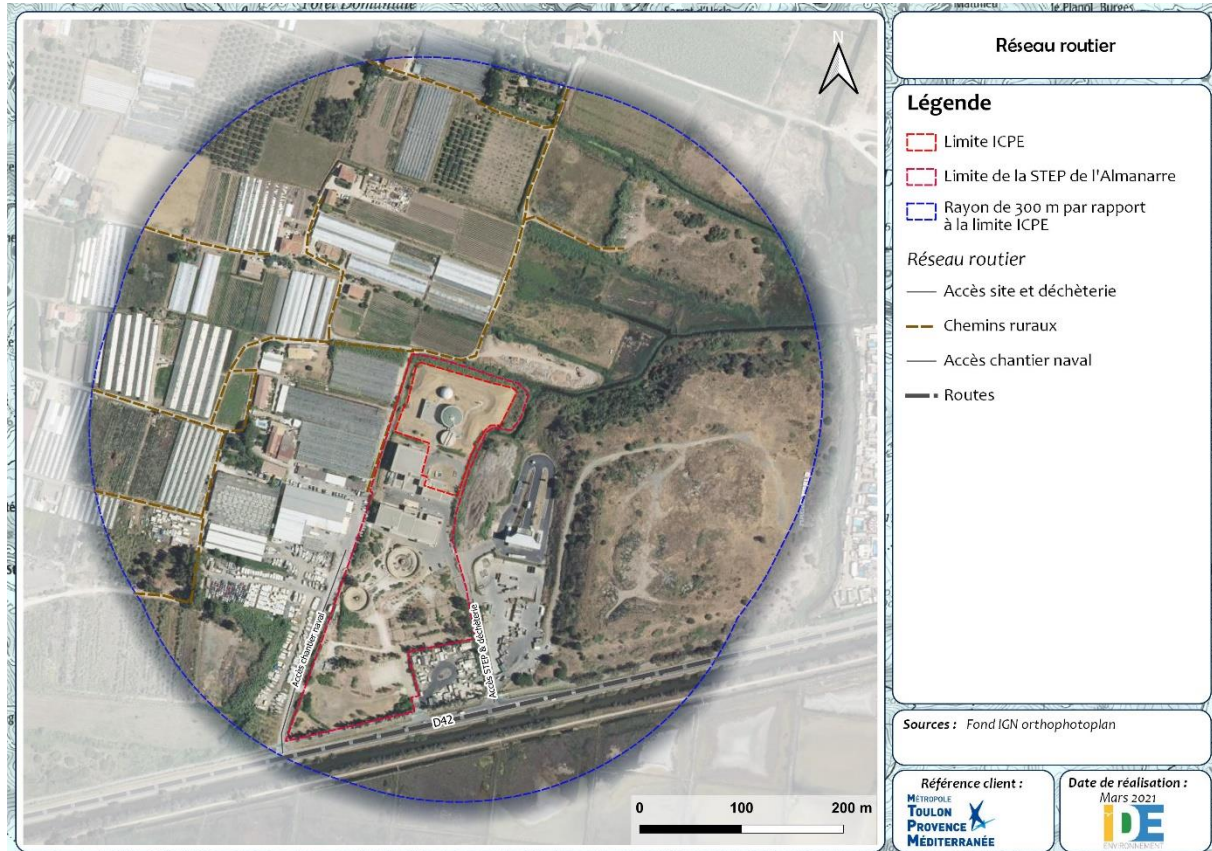 Forêt Domaniale
le Planol Burges
Réseau routier
N
Légende
Limite ICPE
Limite de la STEP de l'Almanarre
Rayon de 300 m par rapport
à la limite ICPE
Réseau routier
Accès site et déchèterie
Chemins ruraux
Accès chantier naval
Routes
Accès chantier naval
Accès STEP & déchèterie
D42
0 100 200 m
Sources : Fond IGN orthophotoplan
Référence client :
MÉTROPOLE
TOULON
PROVENCE
MÉDITERRANÉE
Date de réalisation :
Mars 2021
IDE
ENVIRONNEMENT